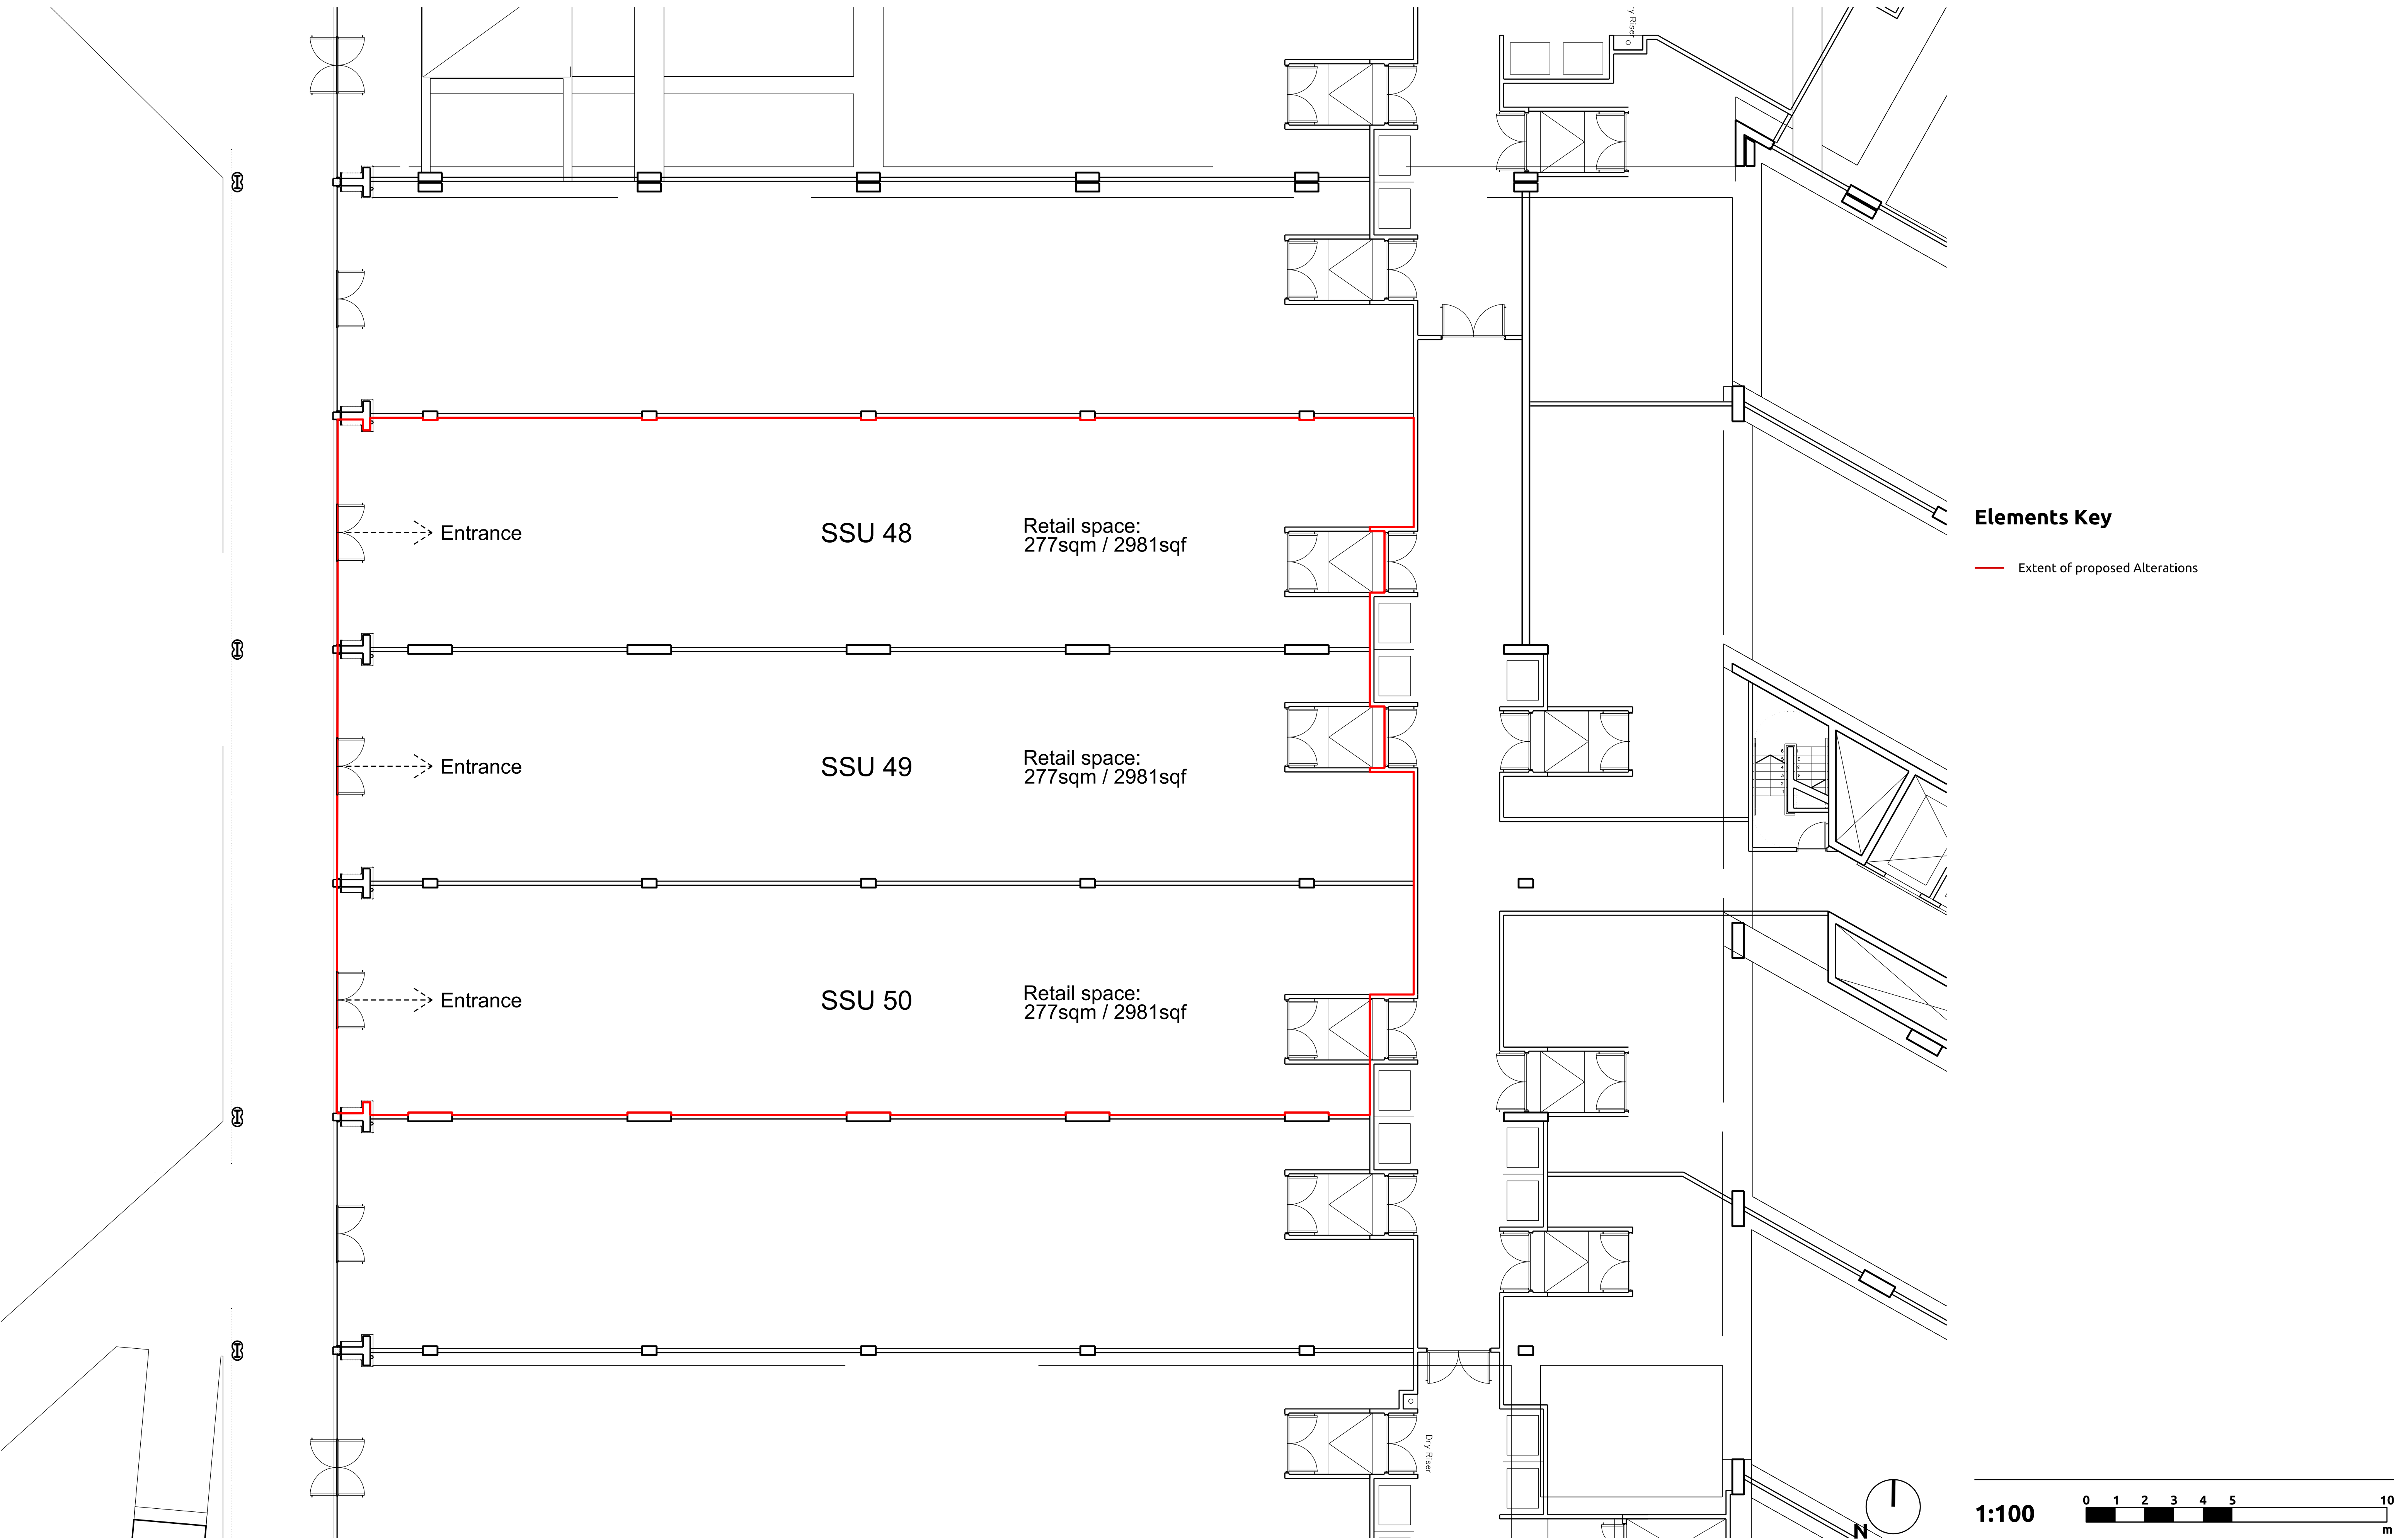 ry Riser
Entrance
SSU 48
Retail space:
277sqm / 2981sqf
Elements Key
Extent of proposed Alterations
Entrance
SSU 49
Retail space:
277sqm / 2981sqf
Entrance
SSU 50
Retail space:
277sqm / 2981sqf
Dry Riser
N
1:100
0 1 2 3 4 5 10
m